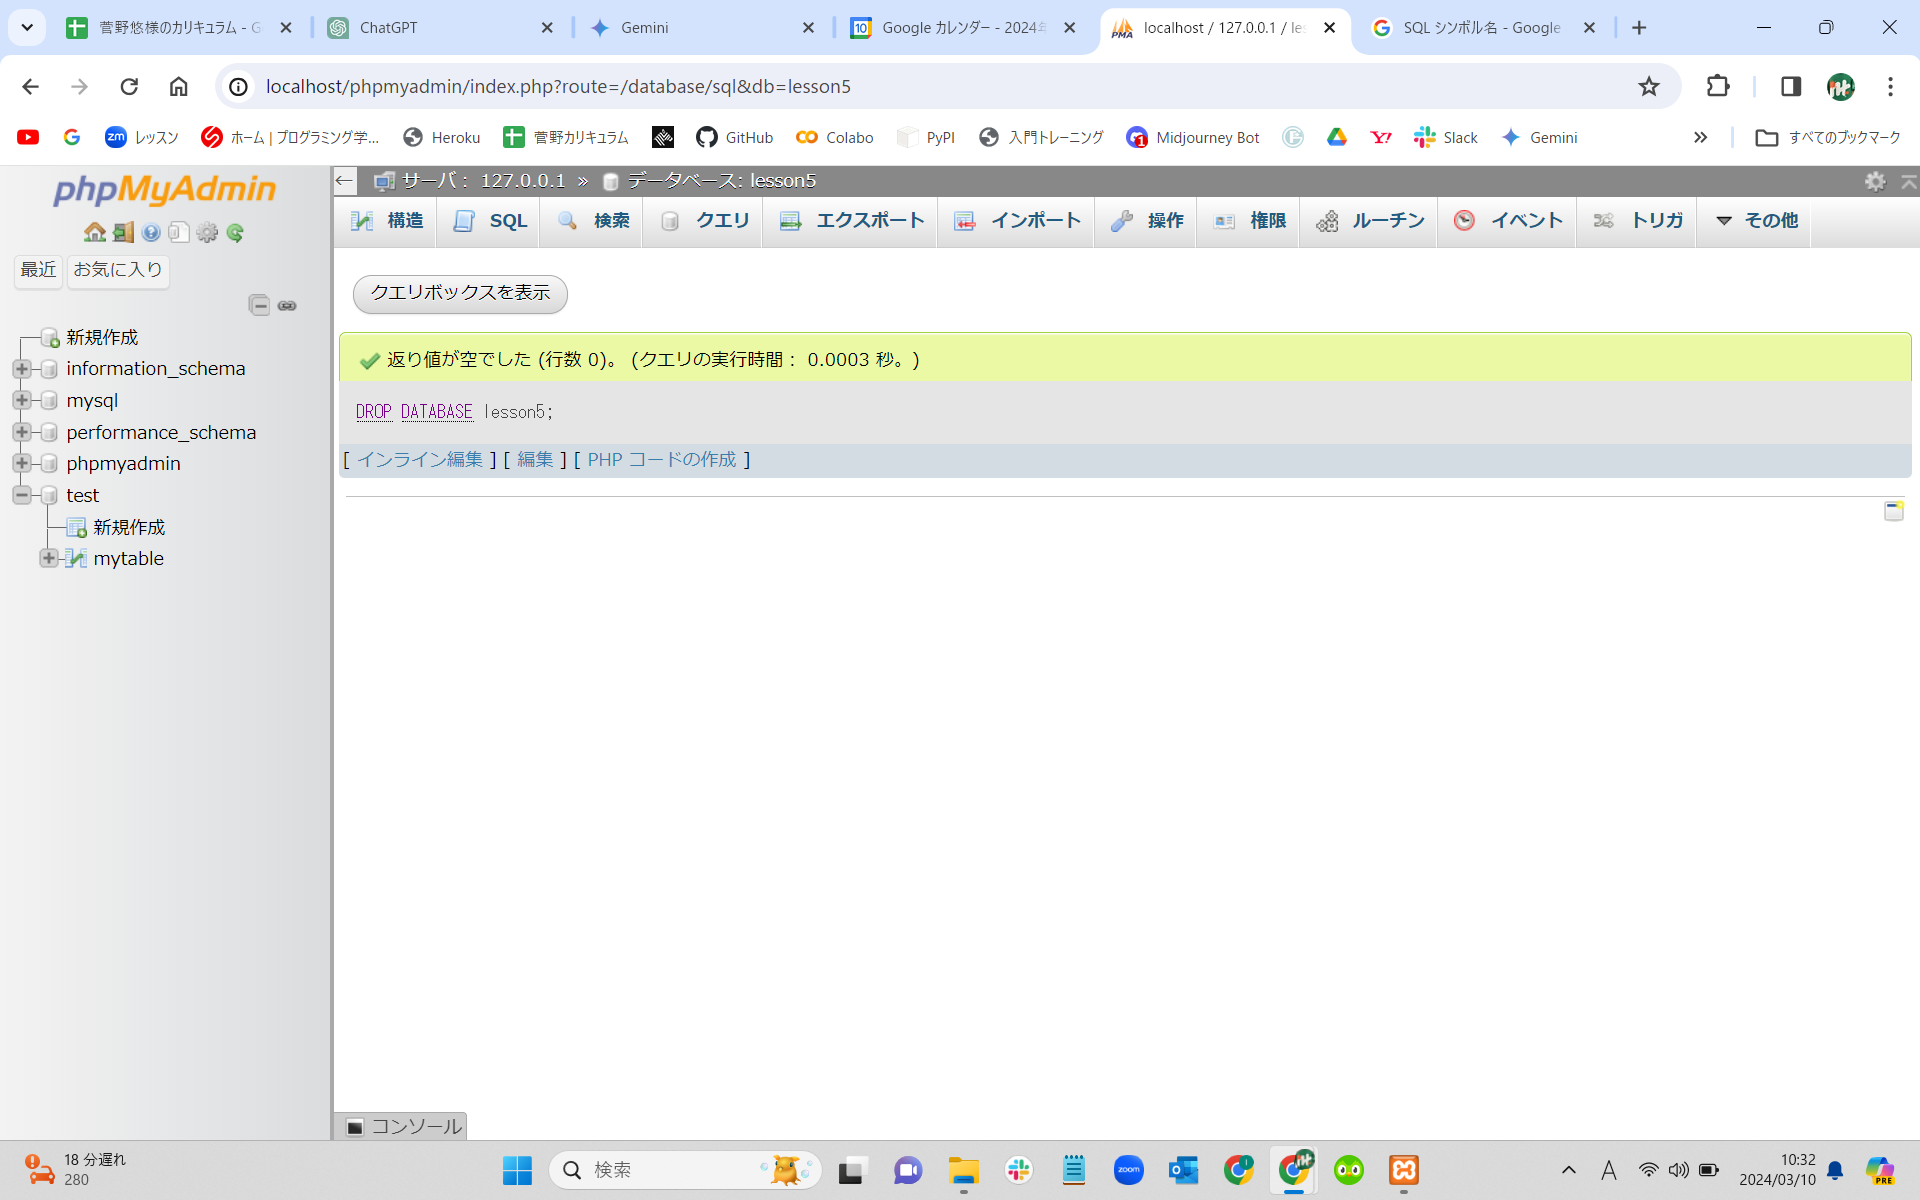 菅野悠様のカリキュラム - G
ChatGPT
Gemini
Google カレンダー - 2024年
localhost / 127.0.0.1 / les
SQL シンボル名 - Google
localhost/phpmyadmin/index.php?route=/database/sql&db=lesson5
レッスン
ホーム | プログラミング学...
Heroku
菅野カリキュラム
GitHub
Colabo
PyPI
入門トレーニング
Midjourney Bot
Slack
Gemini
すべてのブックマーク
phpMyAdmin
最近
お気に入り
新規作成
information_schema
mysql
performance_schema
phpmyadmin
test
新規作成
mytable
サーバ: 127.0.0.1 » データベース: lesson5
構造
SQL
検索
クエリ
エクスポート
インポート
操作
権限
ルーチン
イベント
トリガ
その他
クエリボックスを表示
返り値が空でした (行数 0)。 (クエリの実行時間: 0.0003 秒。)
DROP DATABASE lesson5;
[ インライン編集 ] [ 編集 ] [ PHP コードの作成 ]
コンソール
18 分遅れ
280
検索
zoom
A
10:32
2024/03/10
PRE